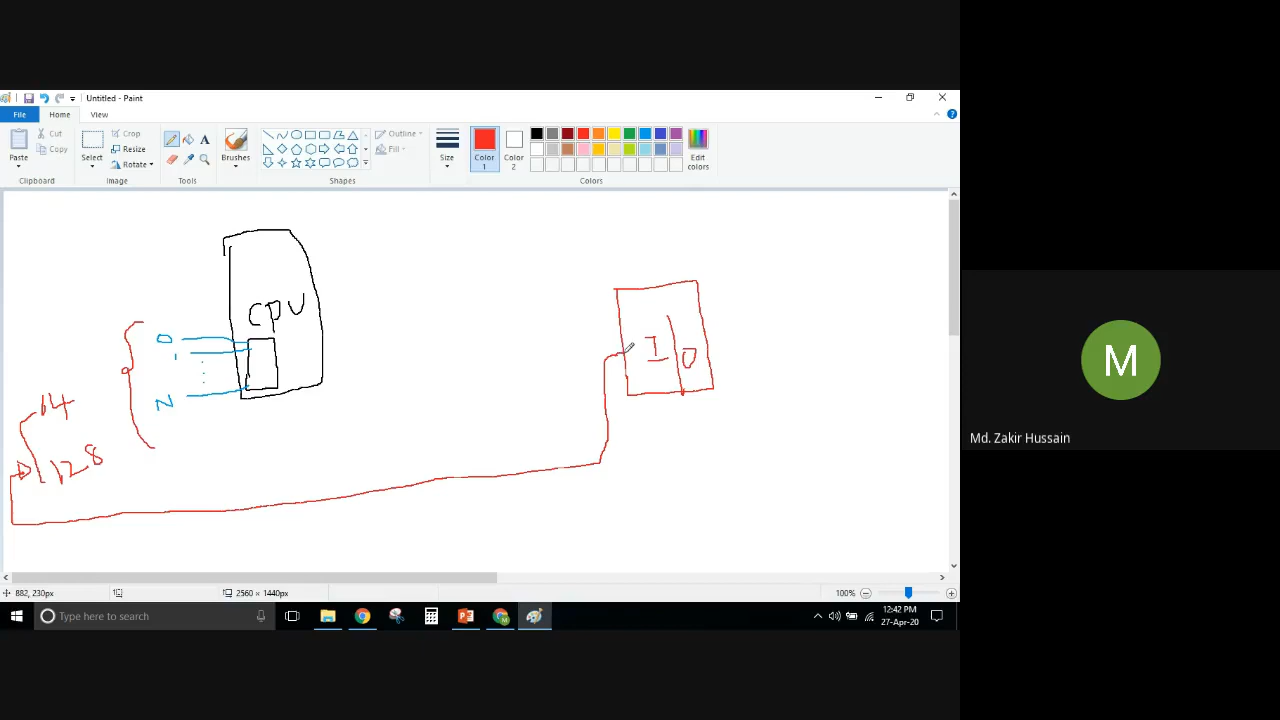 Untitled - Paint
File
Home
View
Paste
Cut
Copy
Clipboard
Select
Crop
Resize
Rotate
Image
Tools
Brushes
Shapes
Outline
Fill
Size
Color 1
Color 2
Edit colors
Colors
CPU
0
1
N
64
128
I 0
Md. Zakir Hussain
M
882, 230px
2560 × 1440px
100%
Type here to search
12:42 PM
27-Apr-20